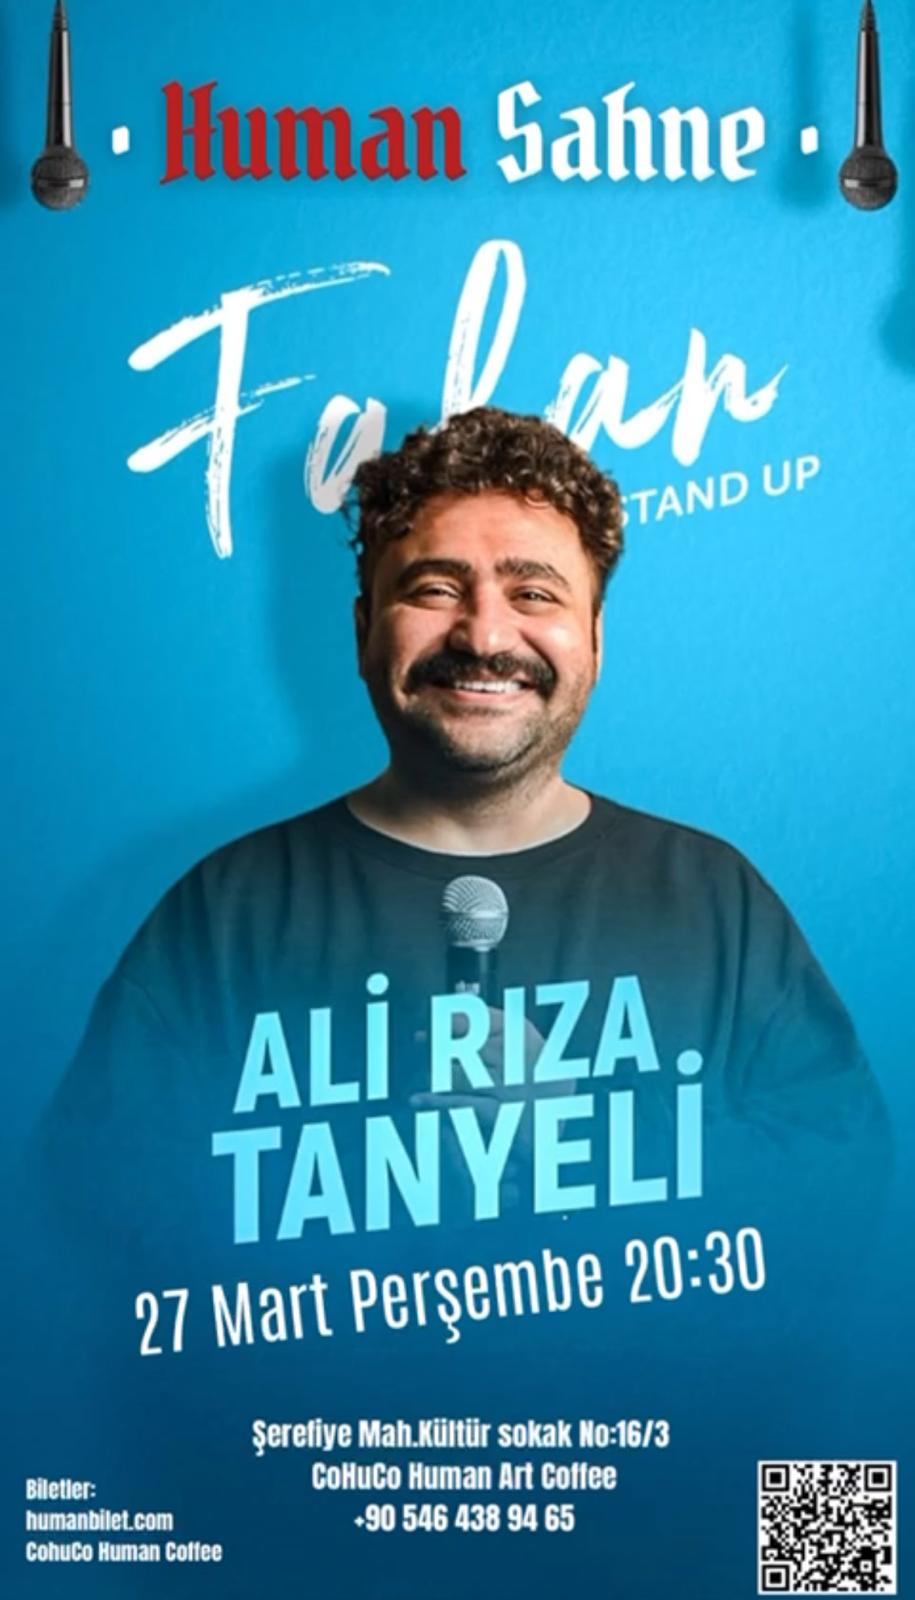 Human Sahne
Falan
STAND UP
ALİ RIZA
TANYELİ
27 Mart Perşembe 20:30
Şerefiye Mah.Kültür sokak No:16/3
CoHuCo Human Art Coffee
+90 546 438 94 65
Biletler:
humanbilet.com
CohuCo Human Coffee